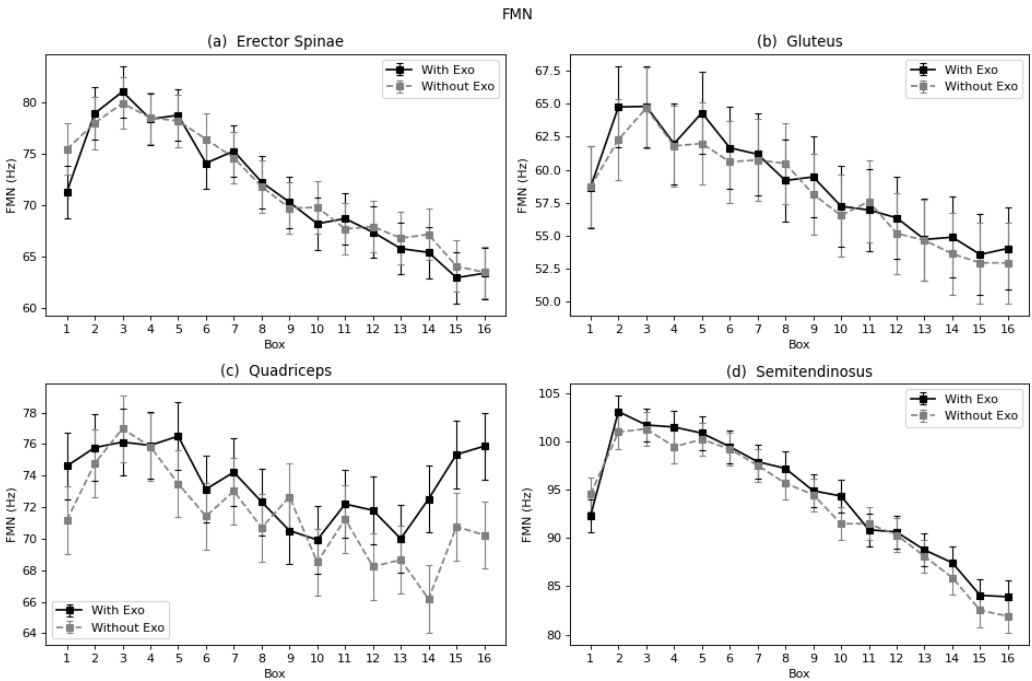 FMN
(a) Erector Spinae
FMN (Hz)
80
75
70
65
60
With Exo
Without Exo
1 2 3 4 5 6 7 8 9 10 11 12 13 14 15 16
Box
(b) Gluteus
FMN (Hz)
67.5
65.0
62.5
60.0
57.5
55.0
52.5
50.0
With Exo
Without Exo
1 2 3 4 5 6 7 8 9 10 11 12 13 14 15 16
Box
(c) Quadriceps
FMN (Hz)
78
76
74
72
70
68
66
64
With Exo
Without Exo
1 2 3 4 5 6 7 8 9 10 11 12 13 14 15 16
Box
(d) Semitendinosus
FMN (Hz)
105
100
95
90
85
80
With Exo
Without Exo
1 2 3 4 5 6 7 8 9 10 11 12 13 14 15 16
Box